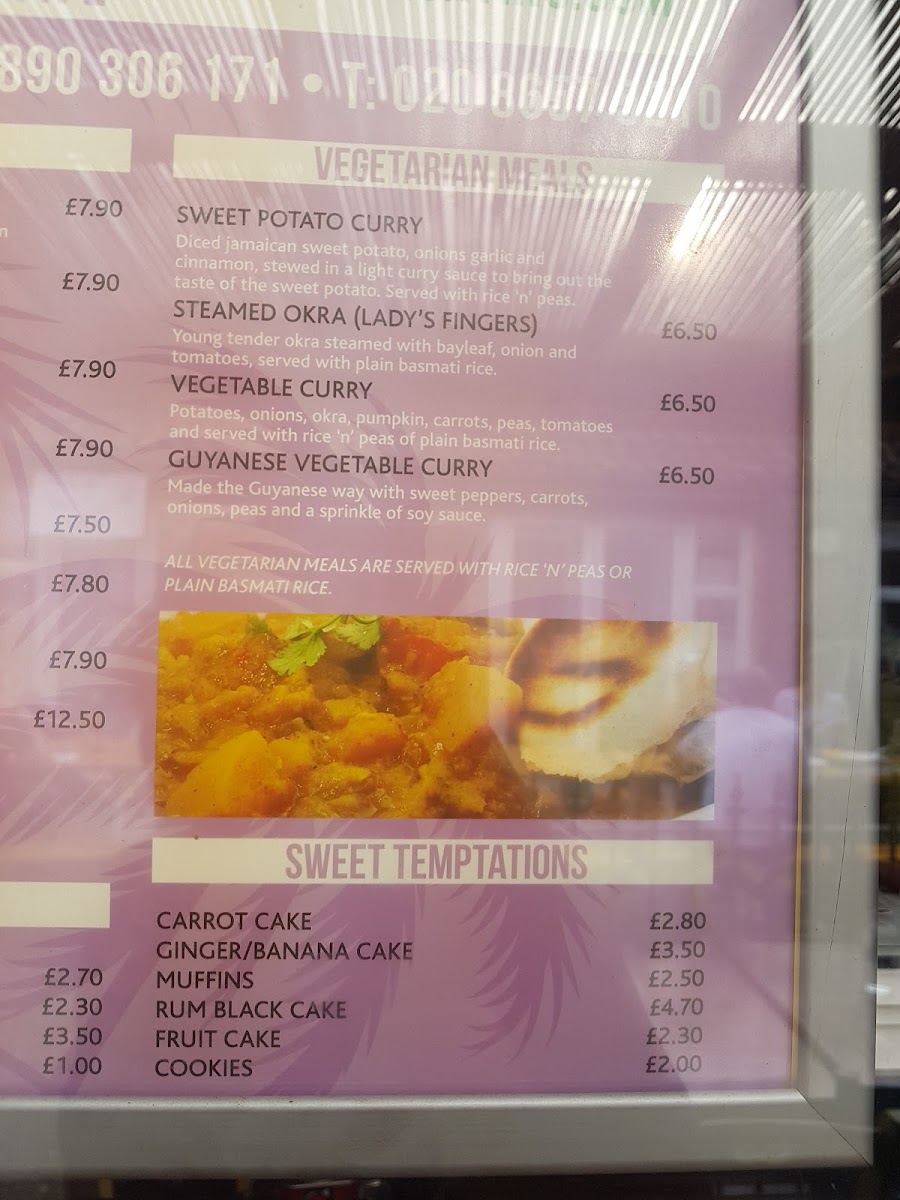 890 306 171 • T: 020
VEGETARIAN MEALS
£7.90
£7.90
£7.90
£7.90
£7.50
£7.80
£7.90
£12.50
SWEET POTATO CURRY
Diced jamaican sweet potato, onions garlic and
cinnamon, stewed in a light curry sauce to bring out the
taste of the sweet potato. Served with rice 'n' peas.
STEAMED OKRA (LADY'S FINGERS) £6.50
Young tender okra steamed with bayleaf, onion and
tomatoes, served with plain basmati rice.
VEGETABLE CURRY £6.50
Potatoes, onions, okra, pumpkin, carrots, peas, tomatoes
and served with rice 'n' peas of plain basmati rice.
GUYANESE VEGETABLE CURRY £6.50
Made the Guyanese way with sweet peppers, carrots,
onions, peas and a sprinkle of soy sauce.
ALL VEGETARIAN MEALS ARE SERVED WITH RICE 'N' PEAS OR
PLAIN BASMATI RICE.
SWEET TEMPTATIONS
£2.70
£2.30
£3.50
£1.00
CARROT CAKE £2.80
GINGER/BANANA CAKE £3.50
MUFFINS £2.50
RUM BLACK CAKE £4.70
FRUIT CAKE £2.30
COOKIES £2.00